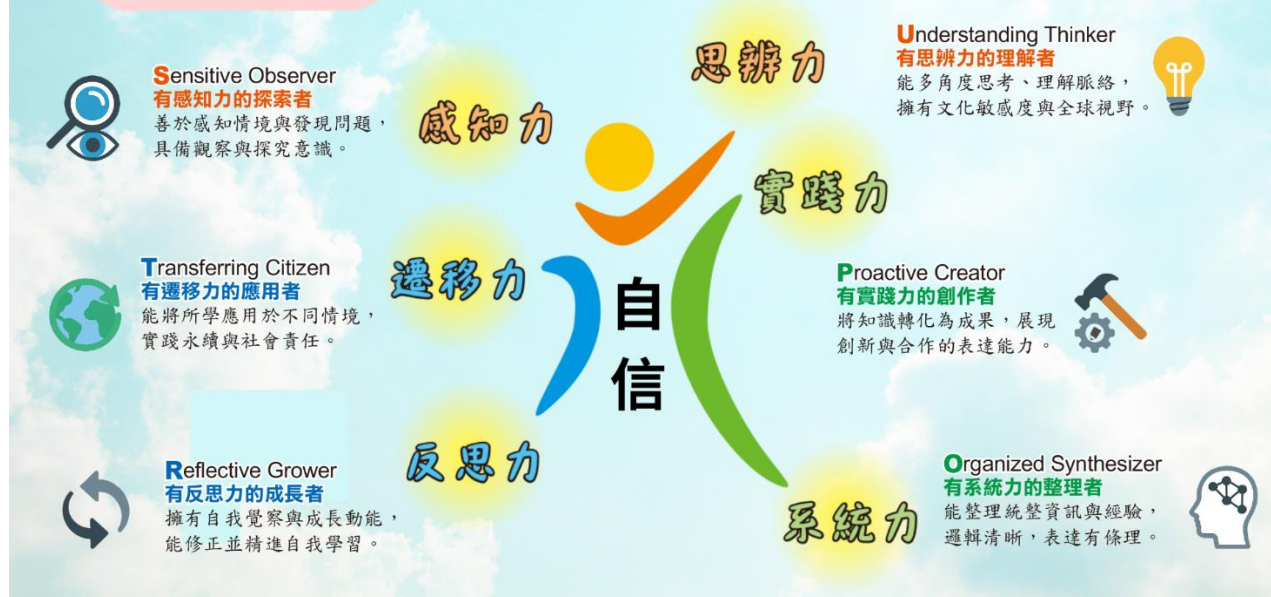 Sensitive Observer
有感知力的探索者
善於感知情境與發現問題，
具備觀察與探究意識。
感知力
思辨力
Understanding Thinker
有思辨力的理解者
能多角度思考、理解脈絡，
擁有文化敏感度與全球視野。
實踐力
Transferring Citizen
有遷移力的應用者
能將所學應用於不同情境，
實踐永續與社會責任。
遷移力
自
信
Proactive Creator
有實踐力的創作者
將知識轉化為成果，展現
創新與合作的表達能力。
Reflective Grower
有反思力的成長者
擁有自我覺察與成長動能，
能修正並精進自我學習。
反思力
系統力
Organized Synthesizer
有系統力的整理者
能整理統整資訊與經驗，
邏輯清晰，表達有條理。